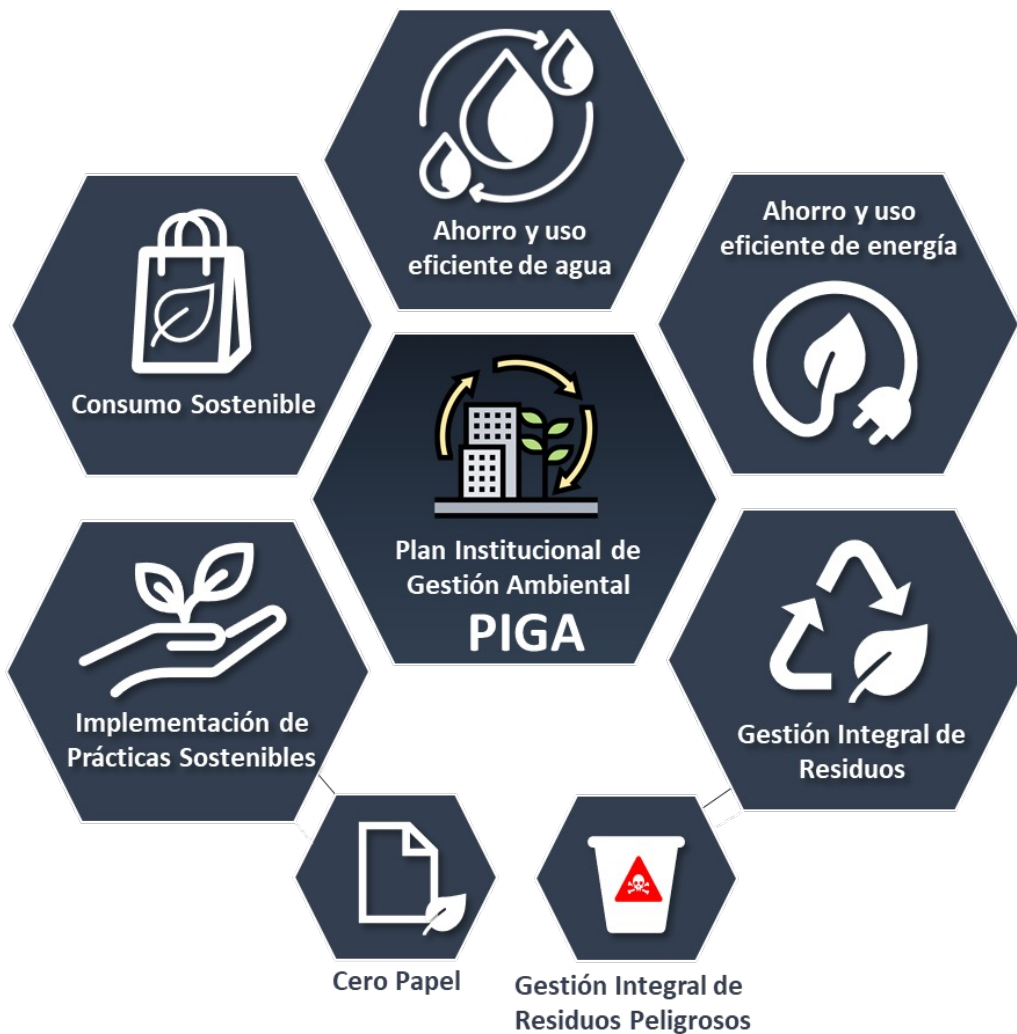 Ahorro y uso
eficiente de agua
Ahorro y uso
eficiente de energía
Consumo Sostenible
Plan Institucional de
Gestión Ambiental
PIGA
Implementación de
Prácticas Sostenibles
Gestión Integral de
Residuos
Cero Papel
Gestión Integral de
Residuos Peligrosos